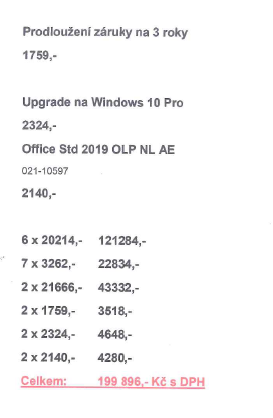 Prodloužení záruky na 3 roky
1759,-
Upgrade na Windows 10 Pro
2324,-
Office Std 2019 OLP NL AE
021-10597
2140,-
6 x 20214,- 121284,-
7 x 3262,- 22834,-
2 x 21666,- 43332,-
2 x 1759,- 3518,-
2 x 2324,- 4648,-
2 x 2140,- 4280,-
Celkem: 199 896,- Kč s DPH